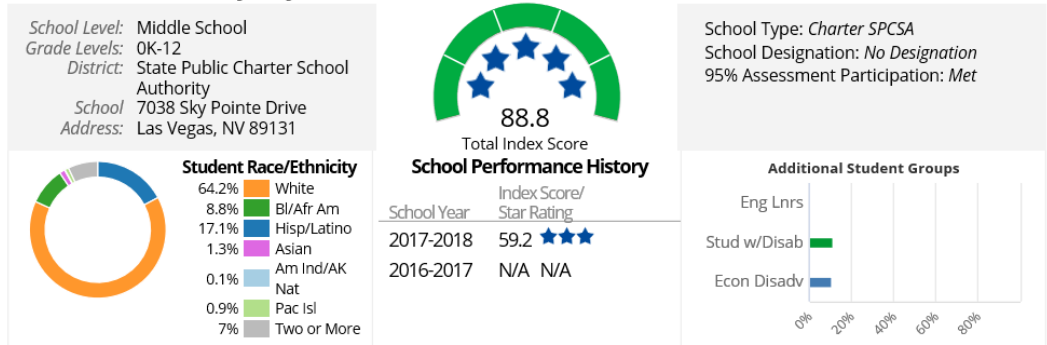 School Level: Middle School
Grade Levels: 0K-12
District: State Public Charter School
Authority
School 7038 Sky Pointe Drive
Address: Las Vegas, NV 89131
88.8
Total Index Score
School Type: Charter SPCSA
School Designation: No Designation
95% Assessment Participation: Met
Student Race/Ethnicity
64.2% White
8.8% Bl/Afr Am
17.1% Hisp/Latino
1.3% Asian
0.1% Am Ind/AK
Nat
0.9% Pac Isl
7% Two or More
School Performance History
Index Score/
School Year Star Rating
2017-2018 59.2
2016-2017 N/A N/A
Additional Student Groups
Eng Lnrs
Stud w/Disab
Econ Disadv
0% 20% 40% 60% 80%